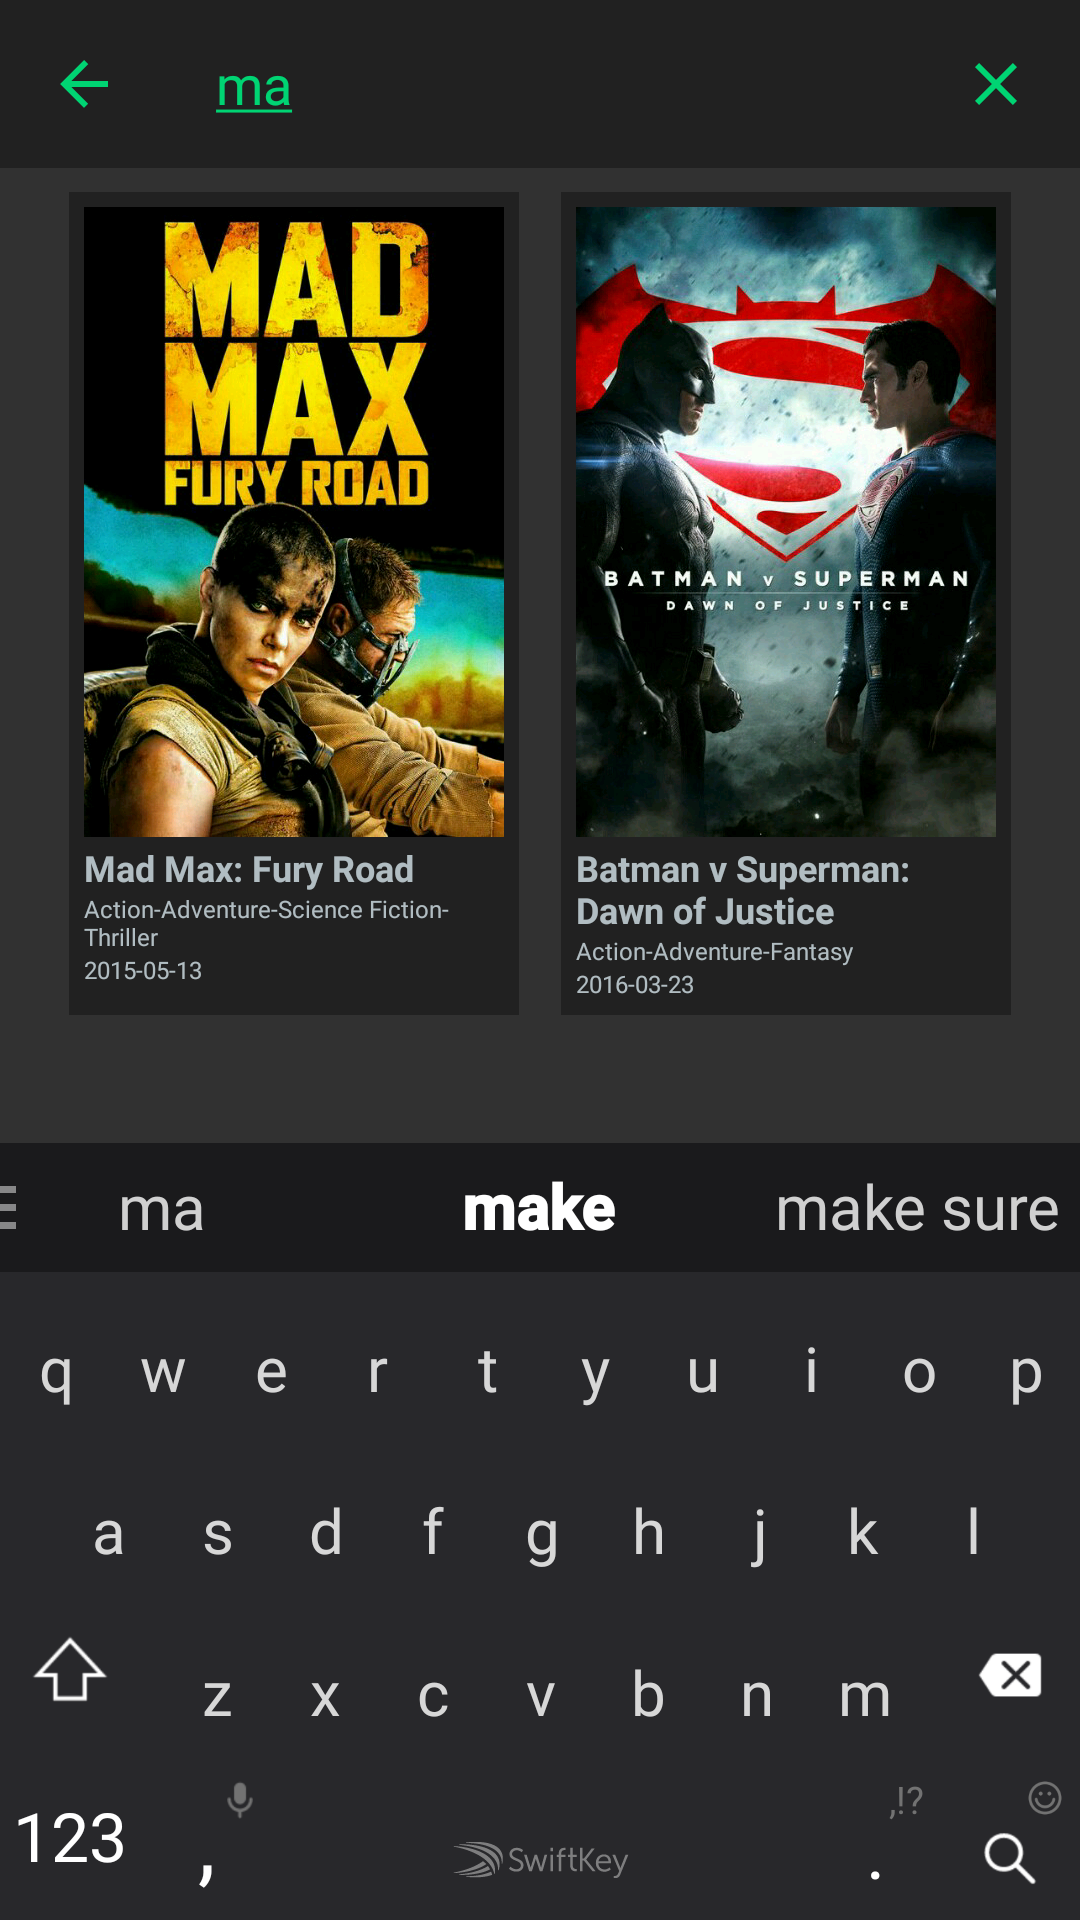 ma
MAD
MAX
FURY ROAD
BATMAN v SUPERMAN
DAWN OF JUSTICE
Mad Max: Fury Road
Action-Adventure-Science Fiction-
Thriller
2015-05-13
Batman v Superman:
Dawn of Justice
Action-Adventure-Fantasy
2016-03-23
ma make make sure
q w e r t y u i o p
a s d f g h j k l
z x c v b n m
,!?
123 , SwiftKey .